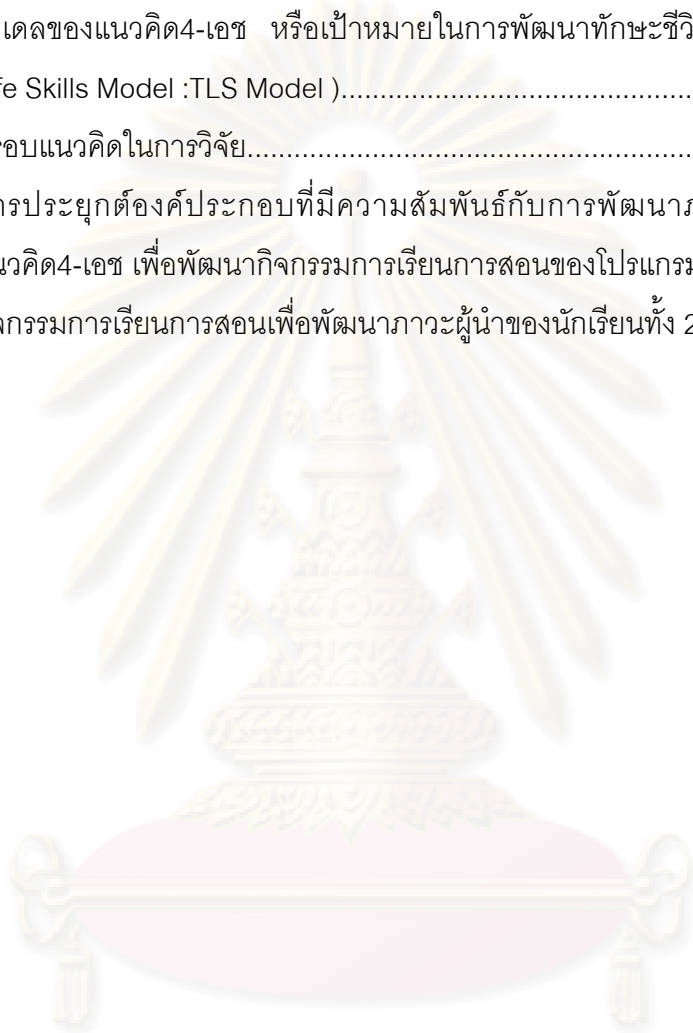 เดลของแนวคิด4-เอช หรือเป้าหมายในการพัฒนาทักษะชีวิ
fe Skills Model :TLS Model )................................................
รอบแนวคิดในการวิจัย................................................................
ารประยุกต์องค์ประกอบที่มีความสัมพันธ์กับการพัฒนาภ
นวคิด4-เอช เพื่อพัฒนากิจกรรมการเรียนการสอนของโปรแกรม
จกรรมการเรียนการสอนเพื่อพัฒนาภาวะผู้นำของนักเรียนทั้ง 2